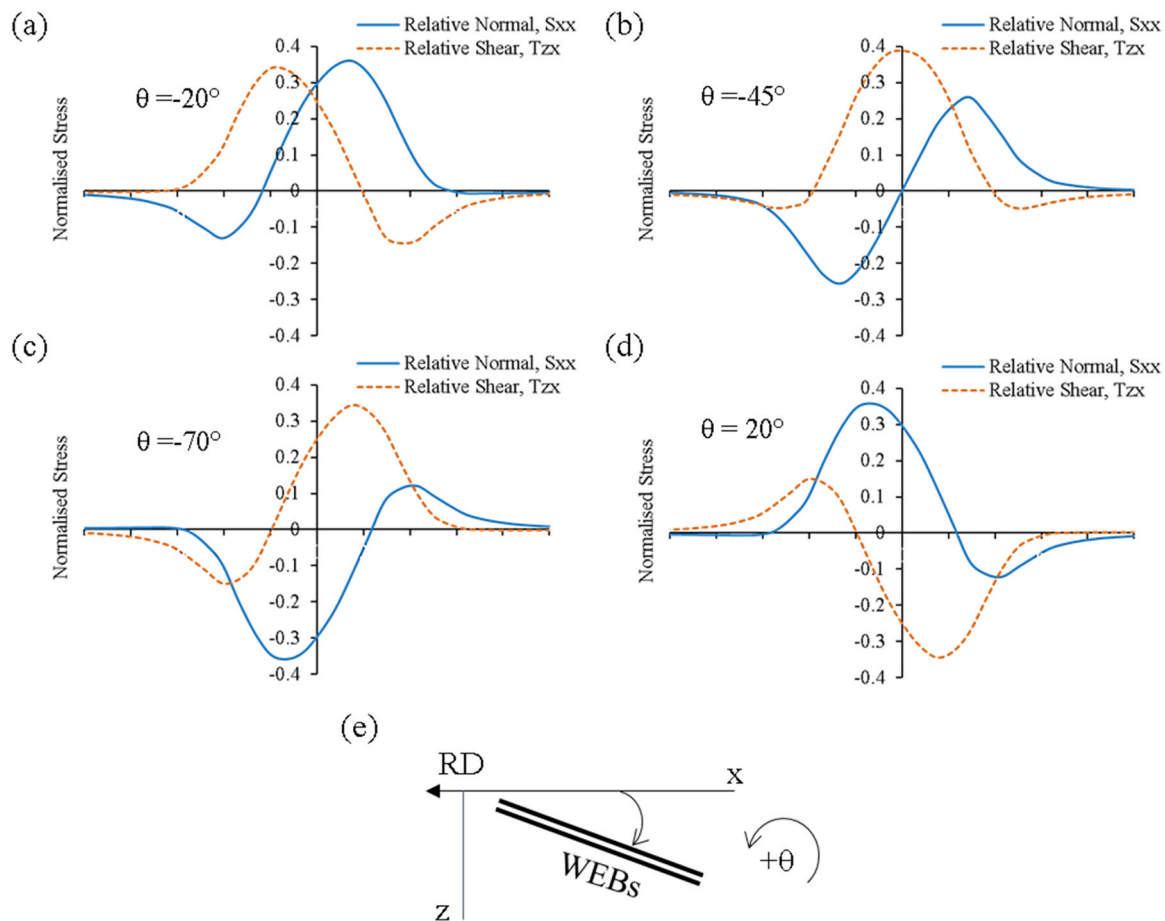 (a)
Relative Normal, Sxx
Relative Shear, Tzx
θ =-20°
Normalised Stress
0.4
0.3
0.2
0.1
0
-0.1
-0.2
-0.3
-0.4
(b)
Relative Normal, Sxx
Relative Shear, Tzx
θ =-45°
Normalised Stress
0.4
0.3
0.2
0.1
0
-0.1
-0.2
-0.3
-0.4
(c)
Relative Normal, Sxx
Relative Shear, Tzx
θ =-70°
Normalised Stress
0.4
0.3
0.2
0.1
0
-0.1
-0.2
-0.3
-0.4
(d)
Relative Normal, Sxx
Relative Shear, Tzx
θ = 20°
Normalised Stress
0.4
0.3
0.2
0.1
0
-0.1
-0.2
-0.3
-0.4
(e)
RD
x
WEBs
+θ
z